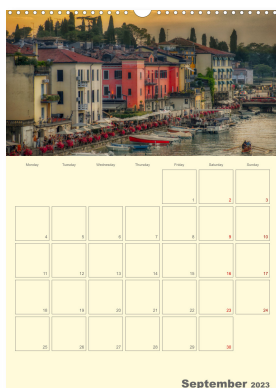 Monday Tuesday Wednesday Thursday Friday Saturday Sunday
1 2 3
4 5 6 7 8 9 10
11 12 13 14 15 16 17
18 19 20 21 22 23 24
25 26 27 28 29 30
September 2023